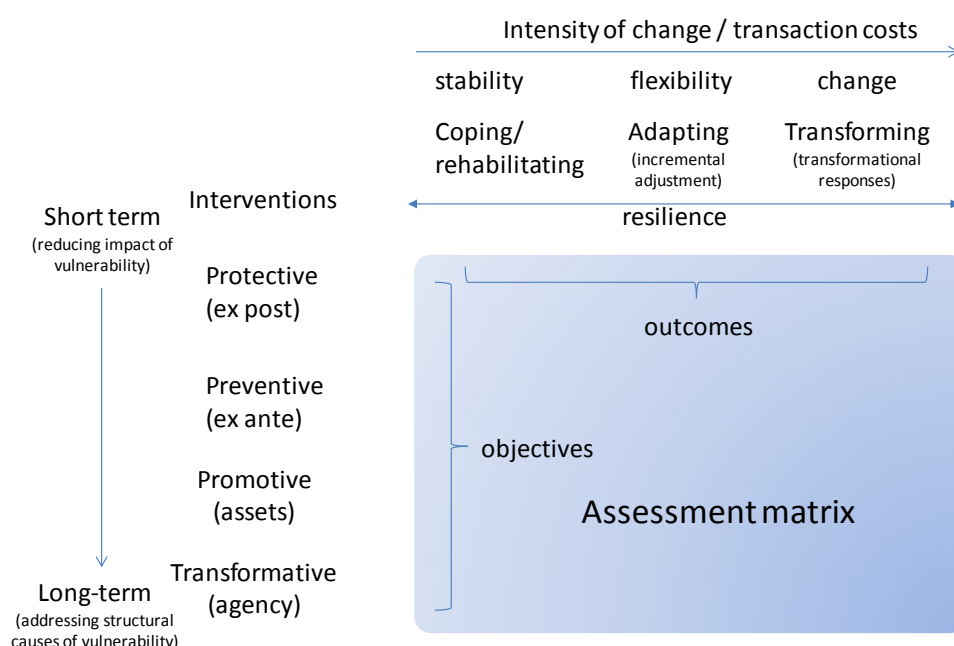 Intensity of change / transaction costs
stability
flexibility
change
Coping/
rehabilitating
Adapting
(incremental
adjustment)
Transforming
(transformational
responses)
resilience
Interventions
Short term
(reducing impact of
vulnerability)
Protective
(ex post)
Preventive
(ex ante)
Promotive
(assets)
Transformative
(agency)
Long-term
(addressing structural
causes of vulnerability)
outcomes
objectives
Assessment matrix